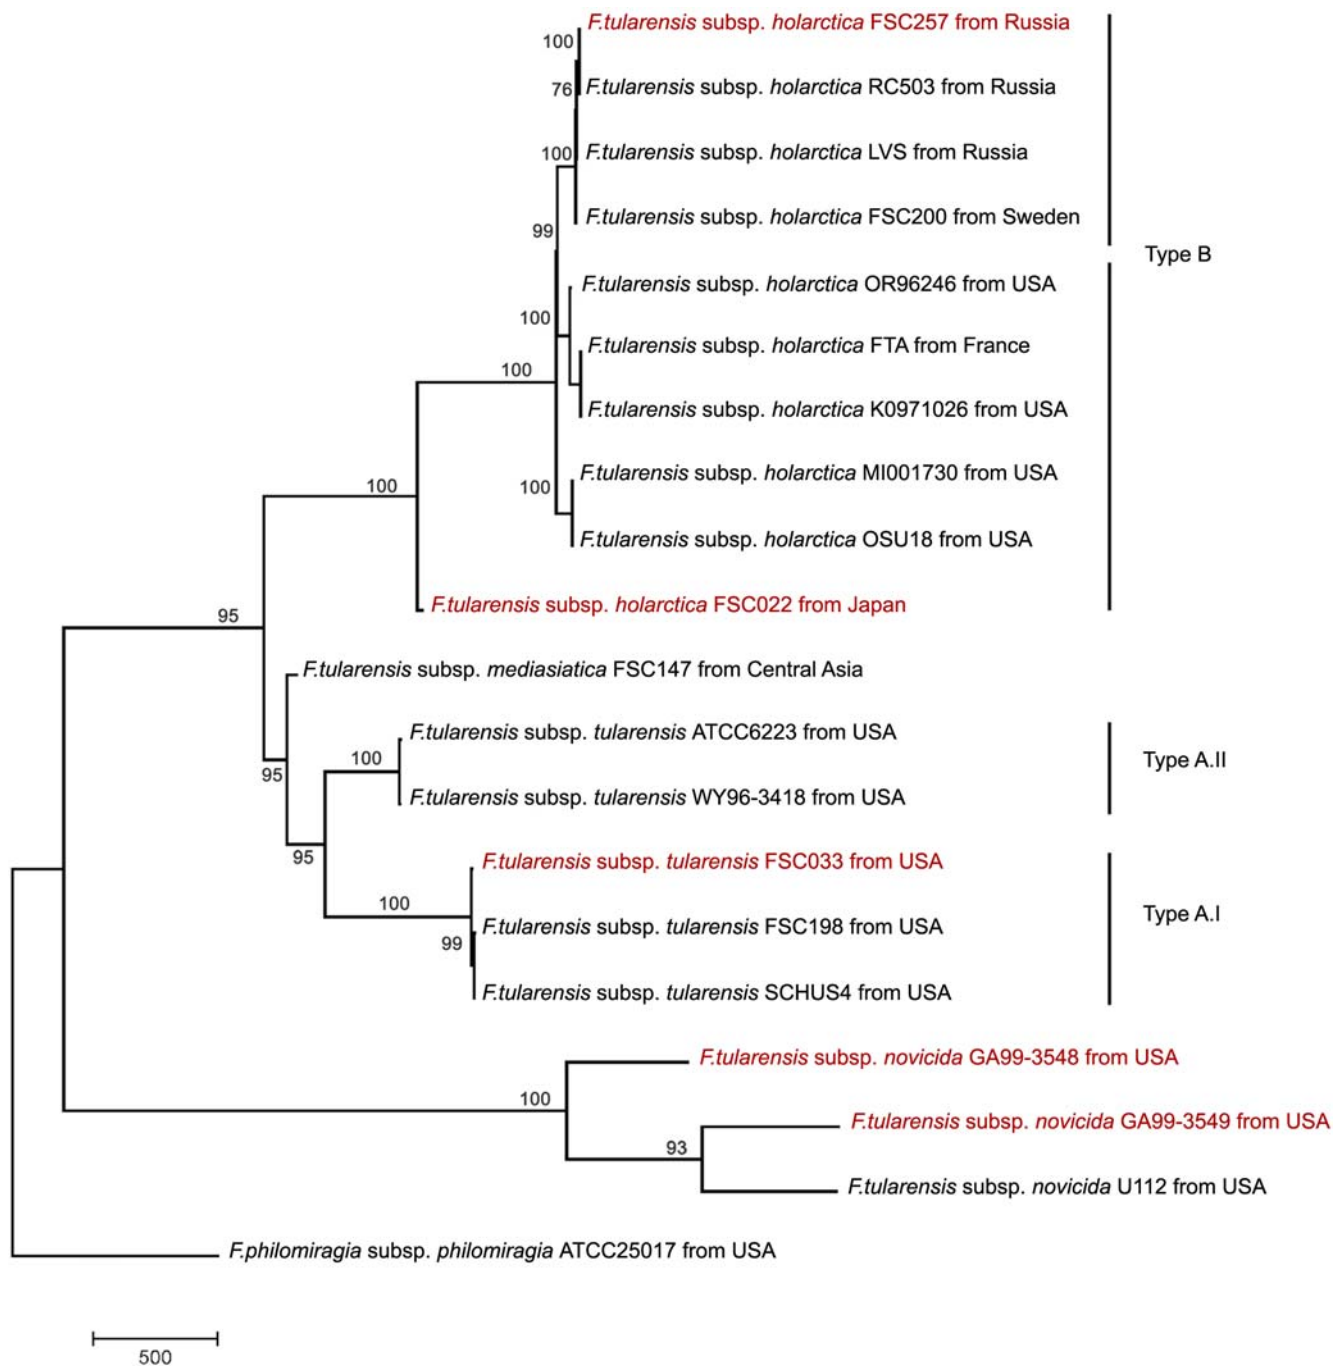 F.tularensis subsp. holarctica FSC257 from Russia
100
76
F.tularensis subsp. holarctica RC503 from Russia
100
F.tularensis subsp. holarctica LVS from Russia
F.tularensis subsp. holarctica FSC200 from Sweden
99
Type B
F.tularensis subsp. holarctica OR96246 from USA
100
F.tularensis subsp. holarctica FTA from France
100
F.tularensis subsp. holarctica K0971026 from USA
F.tularensis subsp. holarctica MI001730 from USA
100
100
F.tularensis subsp. holarctica OSU18 from USA
F.tularensis subsp. holarctica FSC022 from Japan
95
F.tularensis subsp. mediasiatica FSC147 from Central Asia
F.tularensis subsp. tularensis ATCC6223 from USA
100
Type A.II
95
F.tularensis subsp. tularensis WY96-3418 from USA
95
F.tularensis subsp. tularensis FSC033 from USA
100
Type A.I
F.tularensis subsp. tularensis FSC198 from USA
99
F.tularensis subsp. tularensis SCHUS4 from USA
F.tularensis subsp. novicida GA99-3548 from USA
100
F.tularensis subsp. novicida GA99-3549 from USA
93
F.tularensis subsp. novicida U112 from USA
F.philomiragia subsp. philomiragia ATCC25017 from USA
500